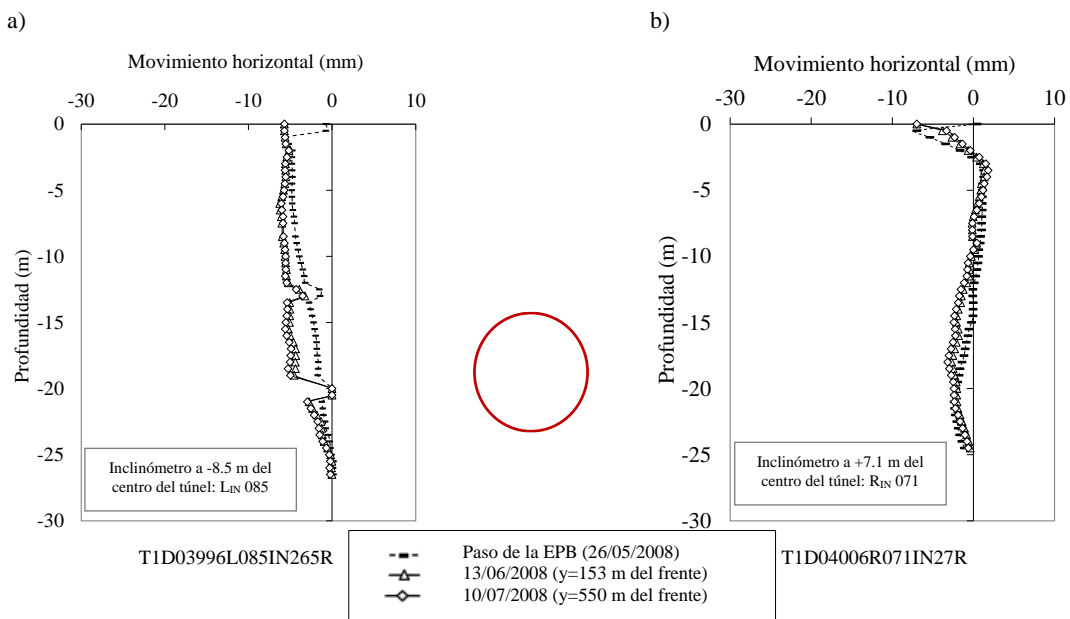 a)
Movimiento horizontal (mm)
-30 -20 -10 0 10
0
-5
-10
-15
-20
-25
-30
Profundidad (m)
Inclinómetro a -8.5 m del
centro del túnel: LIN 085
T1D03996L085IN265R
b)
Movimiento horizontal (mm)
-30 -20 -10 0 10
0
-5
-10
-15
-20
-25
-30
Profundidad (m)
Inclinómetro a +7.1 m del
centro del túnel: RIN 071
T1D04006R071IN27R
Paso de la EPB (26/05/2008)
13/06/2008 (y=153 m del frente)
10/07/2008 (y=550 m del frente)